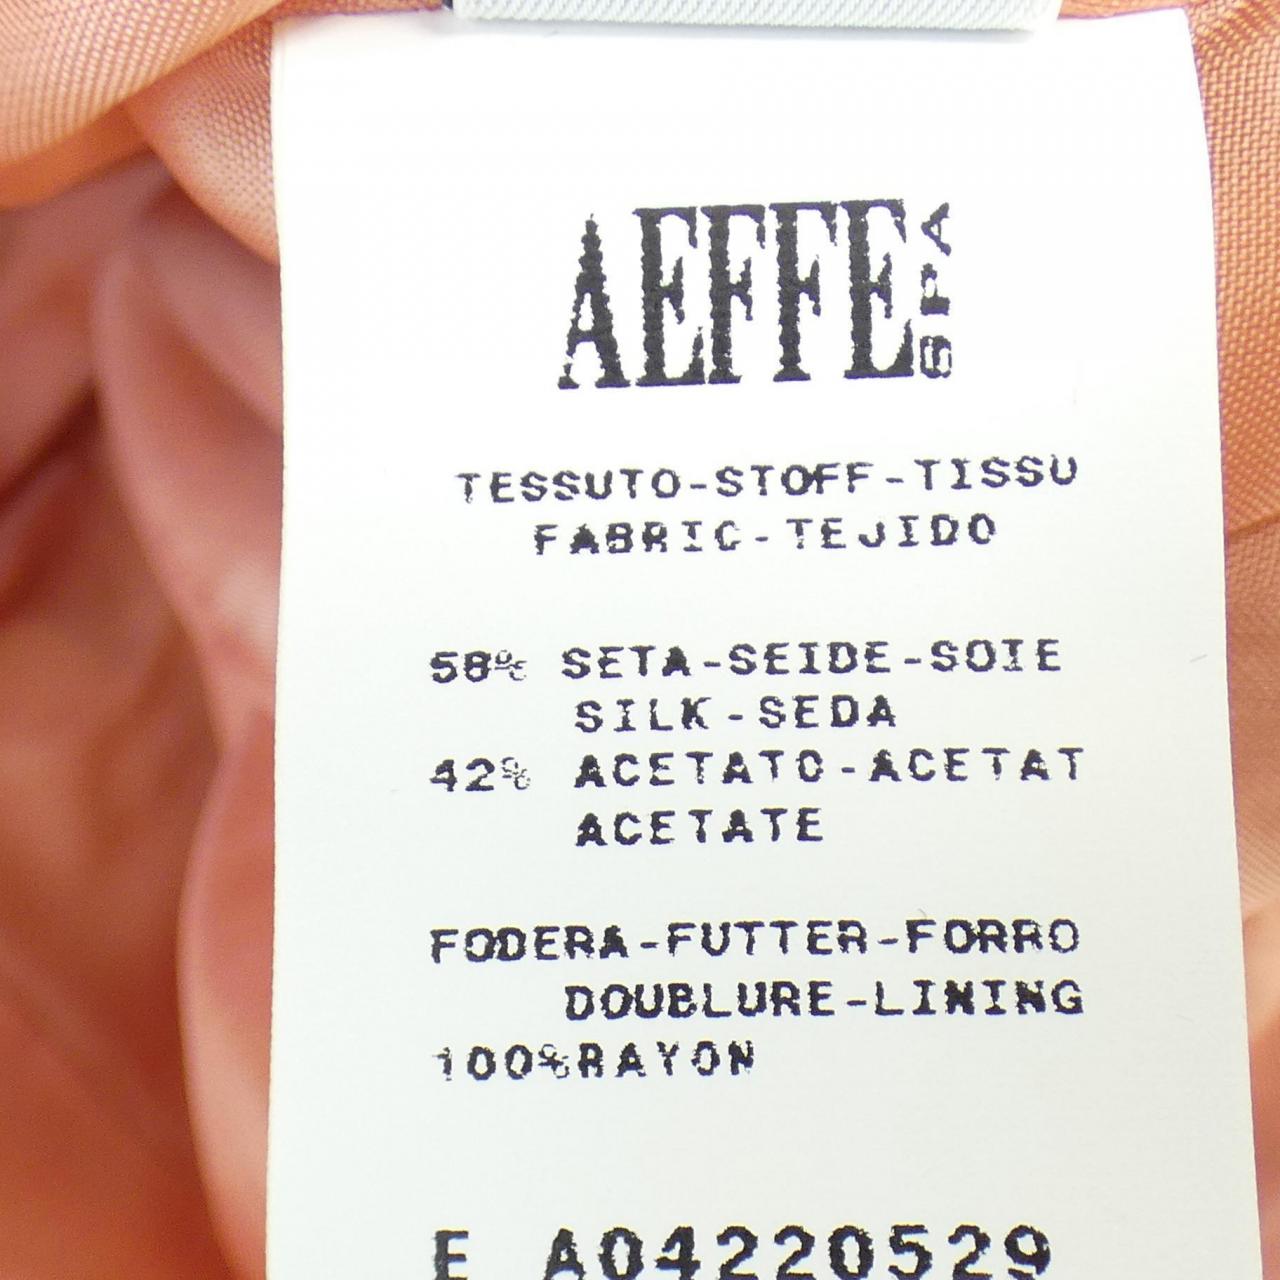 AEFFE SPA
TESSUTO-STOFF-TISSU
FABRIC-TEJIDO
58% SETA-SEIDE-SOIE
SILK-SEDA
42% ACETATO-ACETAT
ACETATE
FODERA-FUTTER-FORRO
DOUBLURE-LINING
100%RAYON
E A04220529